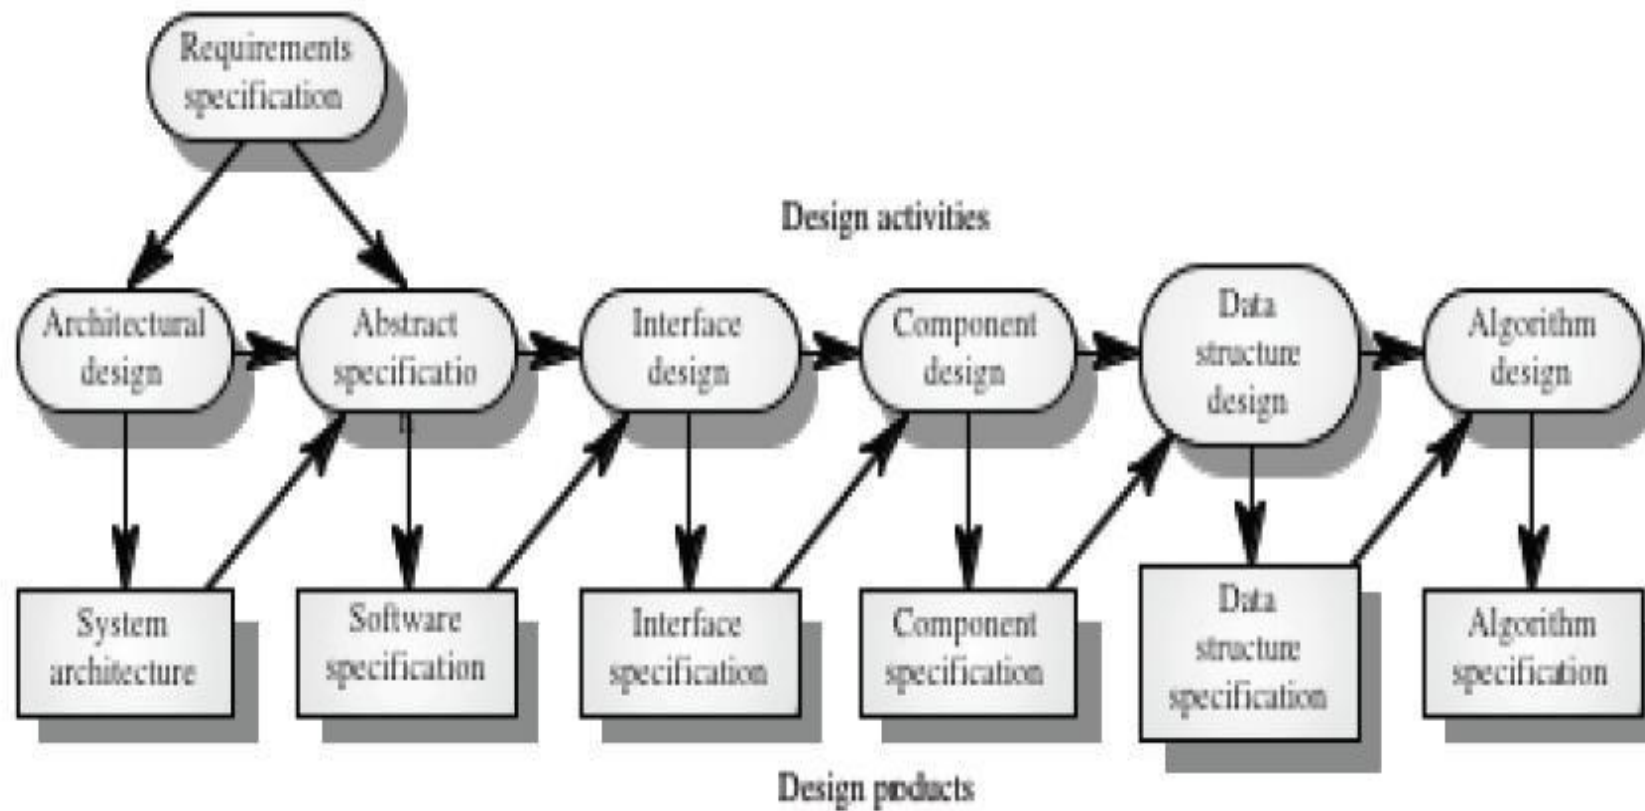 Requirements
specification
Design activities
Architectural
design
Abstract
specificatio
n
Interface
design
Component
design
Data
structure
design
Algorithm
design
System
architecture
Software
specification
Interface
specification
Component
specification
Data
structure
specification
Algorithm
specification
Design products